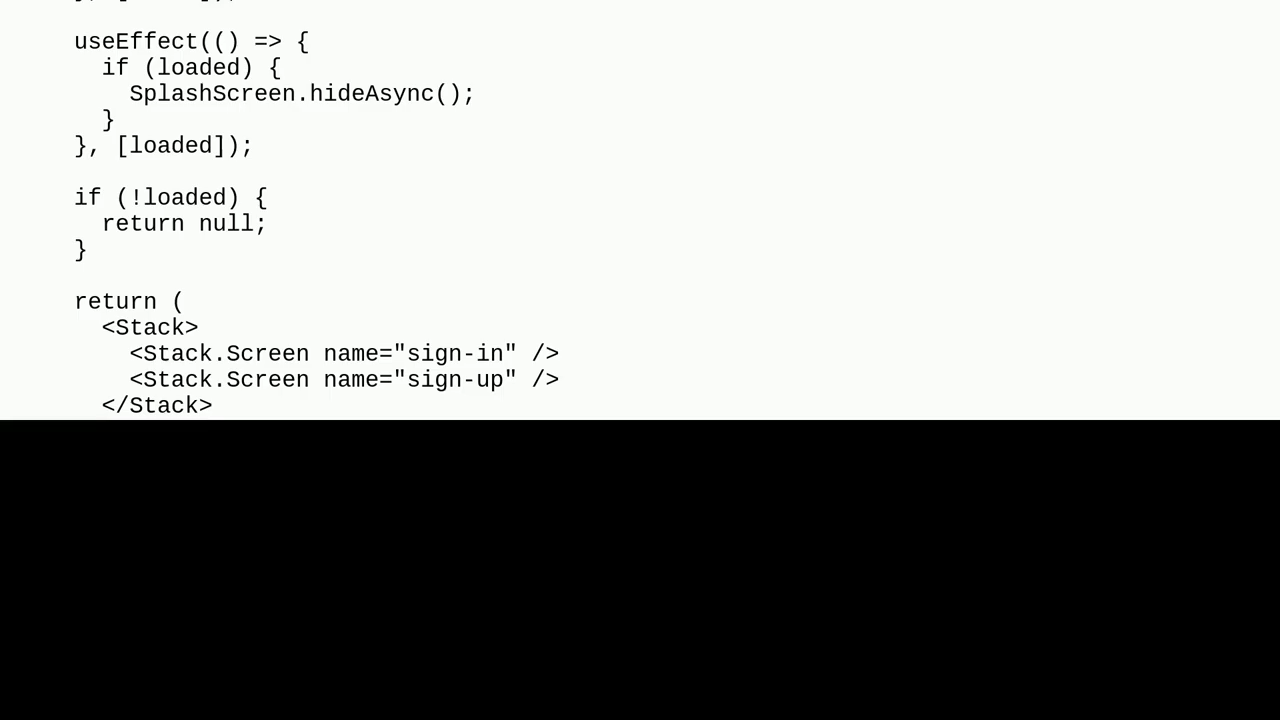 useEffect(() => {
  if (loaded) {
    SplashScreen.hideAsync();
  }
}, [loaded]);

if (!loaded) {
  return null;
}

return (
  <Stack>
    <Stack.Screen name="sign-in" />
    <Stack.Screen name="sign-up" />
  </Stack>